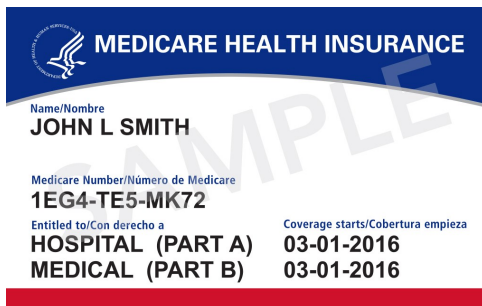 MEDICARE HEALTH INSURANCE
Name/Nombre
JOHN L SMITH
Medicare Number/Número de Medicare
1EG4-TE5-MK72
Entitled to/Con derecho a Coverage starts/Cobertura empieza
HOSPITAL (PART A) 03-01-2016
MEDICAL (PART B) 03-01-2016
SAMPLE